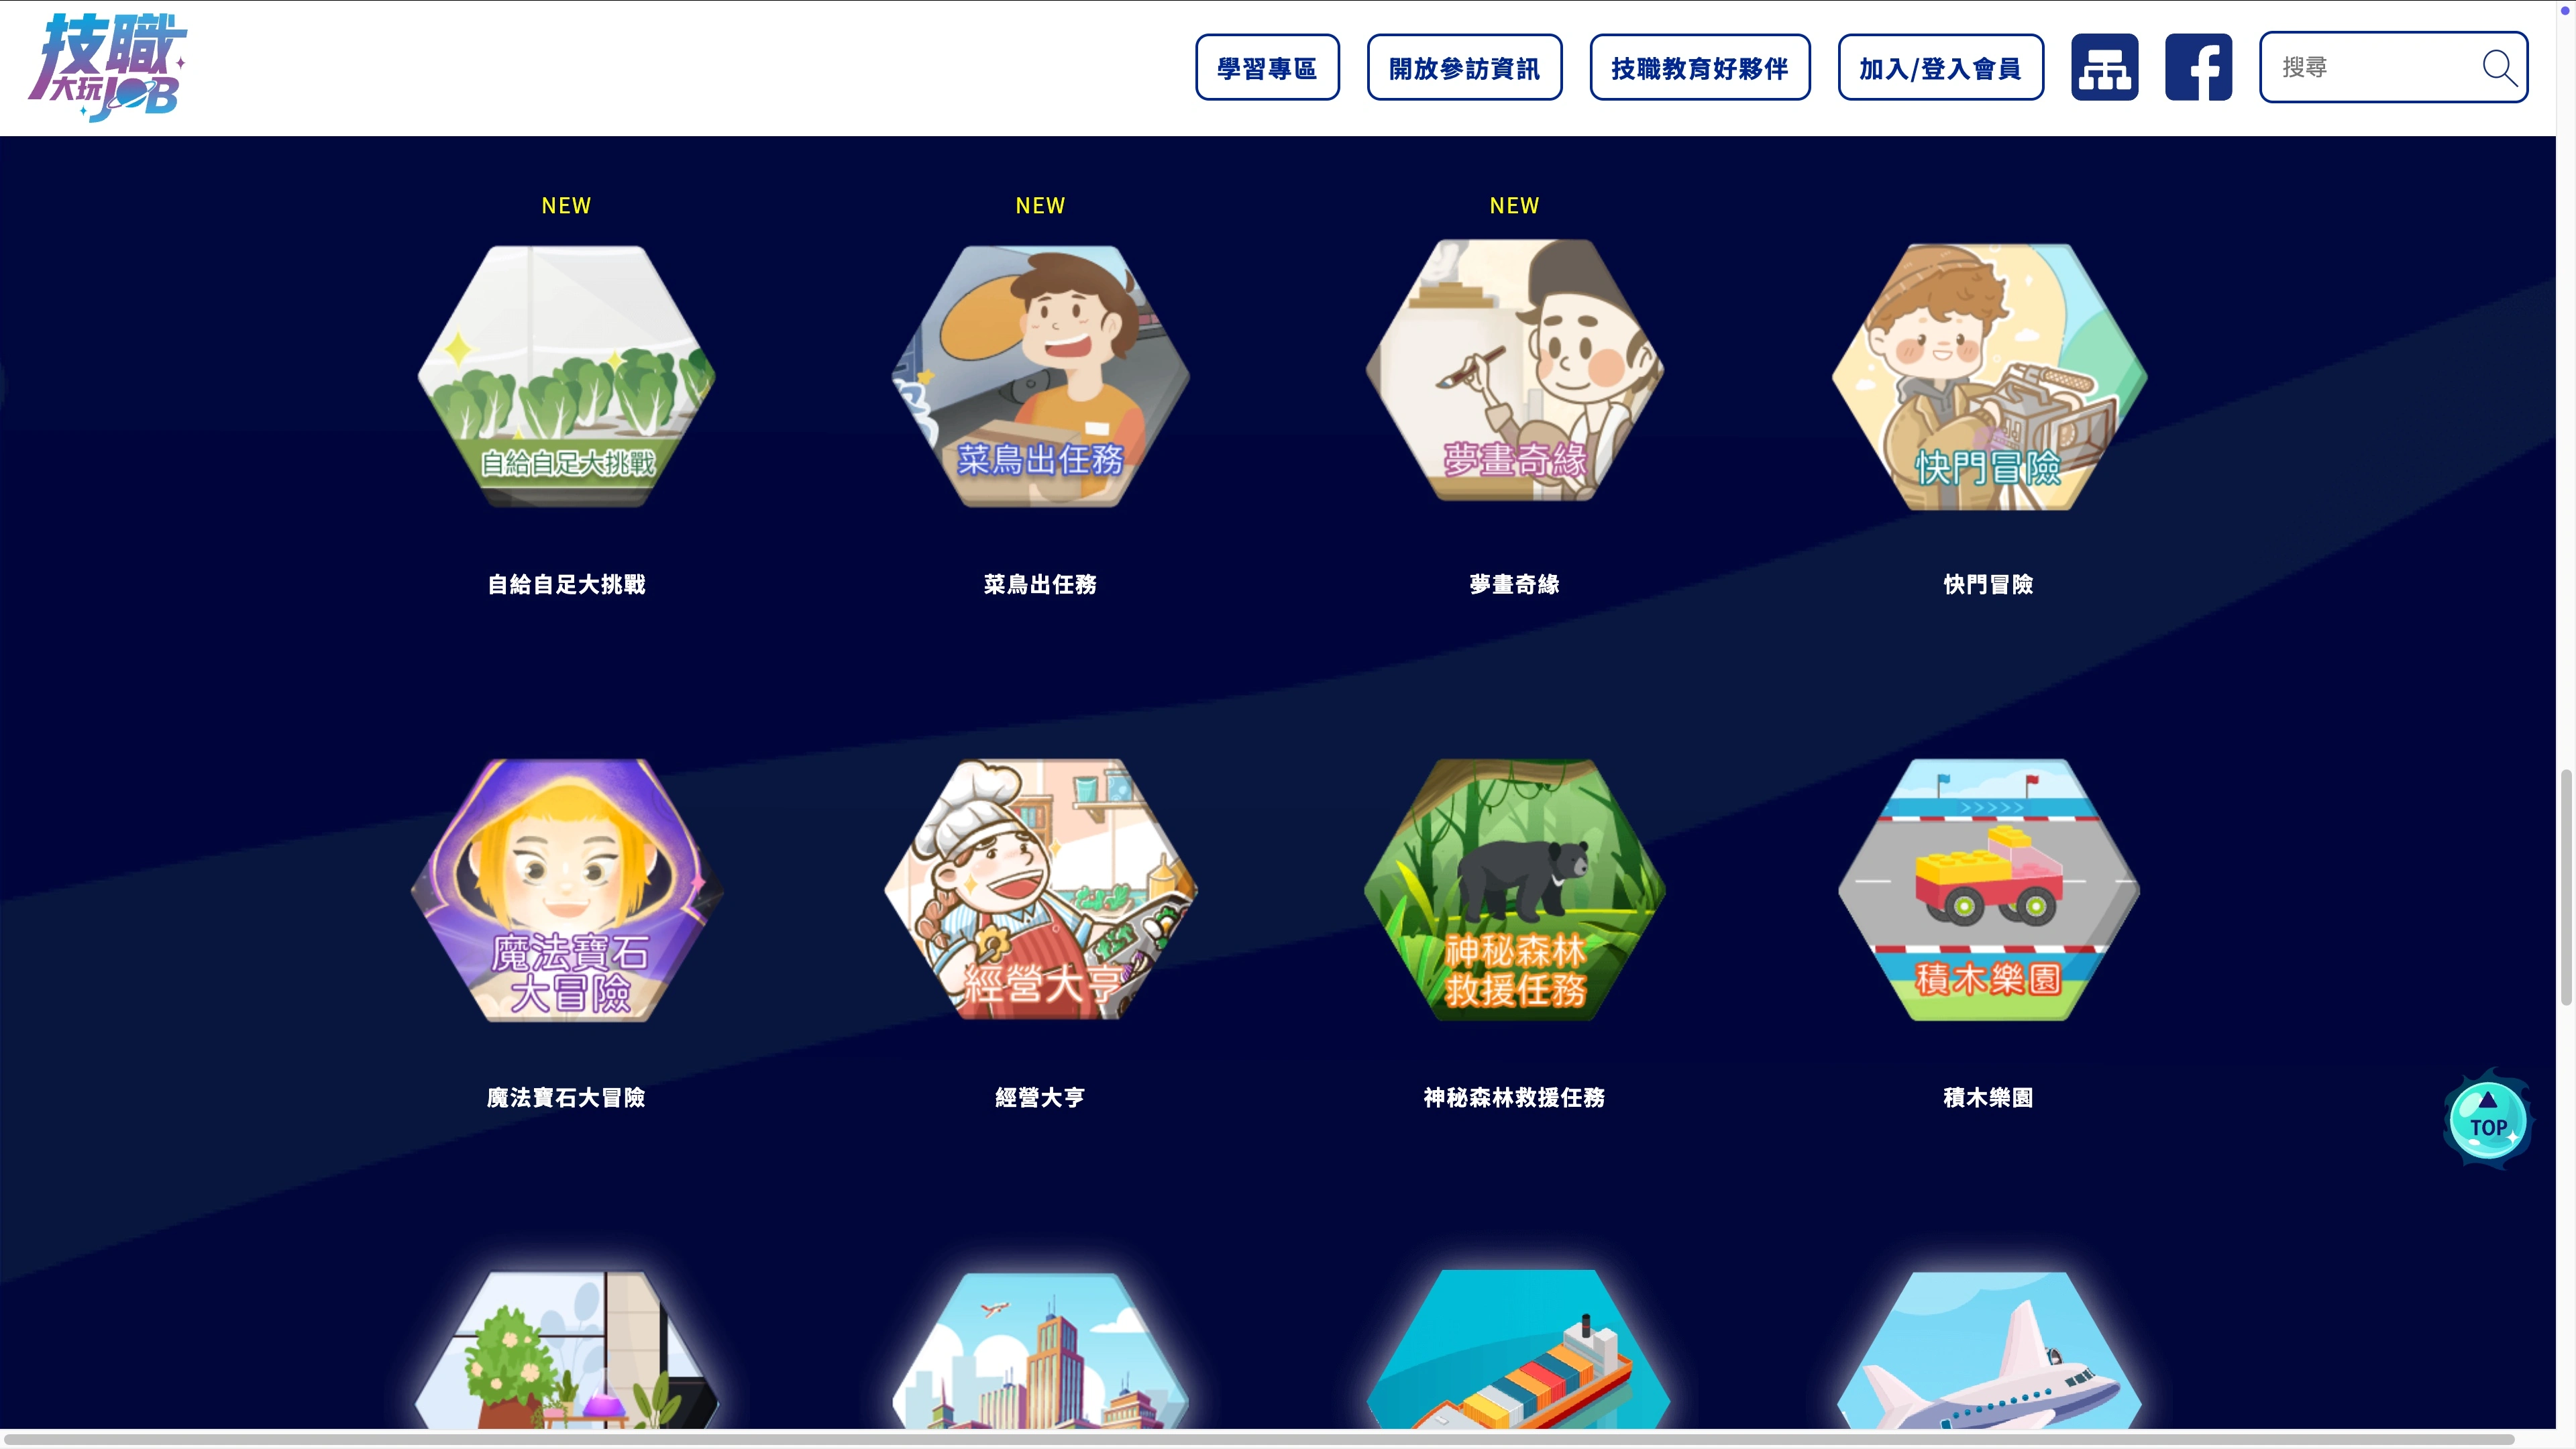 技職
大玩JOB
學習專區
開放參訪資訊
技職教育好夥伴
加入/登入會員
搜尋
NEW
NEW
NEW
自給自足大挑戰
菜鳥出任務
夢畫奇緣
快門冒險
自給自足大挑戰
菜鳥出任務
夢畫奇緣
快門冒險
魔法寶石
大冒險
經營大亨
神秘森林
救援任務
積木樂園
魔法寶石大冒險
經營大亨
神秘森林救援任務
積木樂園
TOP